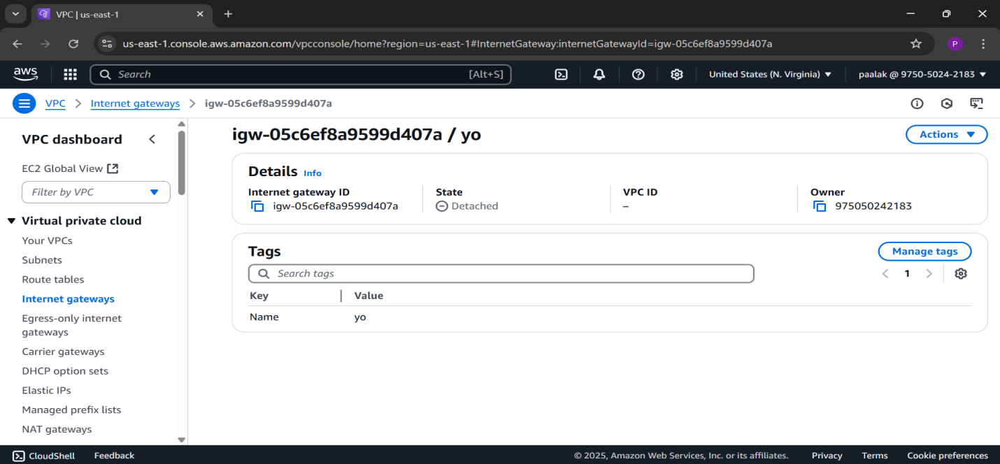 VPC | us-east-1
us-east-1.console.aws.amazon.com/vpcconsole/home?region=us-east-1#InternetGateway:internetGatewayId=igw-05c6ef8a9599d407a
P
aws
Search [Alt+S]
United States (N. Virginia)
paalak @ 9750-5024-2183
VPC > Internet gateways > igw-05c6ef8a9599d407a
VPC dashboard
EC2 Global View
Filter by VPC
Virtual private cloud
Your VPCs
Subnets
Route tables
Internet gateways
Egress-only internet
gateways
Carrier gateways
DHCP option sets
Elastic IPs
Managed prefix lists
NAT gateways
igw-05c6ef8a9599d407a / yo
Actions
Details Info
Internet gateway ID
igw-05c6ef8a9599d407a
State
Detached
VPC ID
–
Owner
975050242183
Tags
Manage tags
Search tags
1
Key Value
Name yo
CloudShell Feedback
© 2025, Amazon Web Services, Inc. or its affiliates. Privacy Terms Cookie preferences